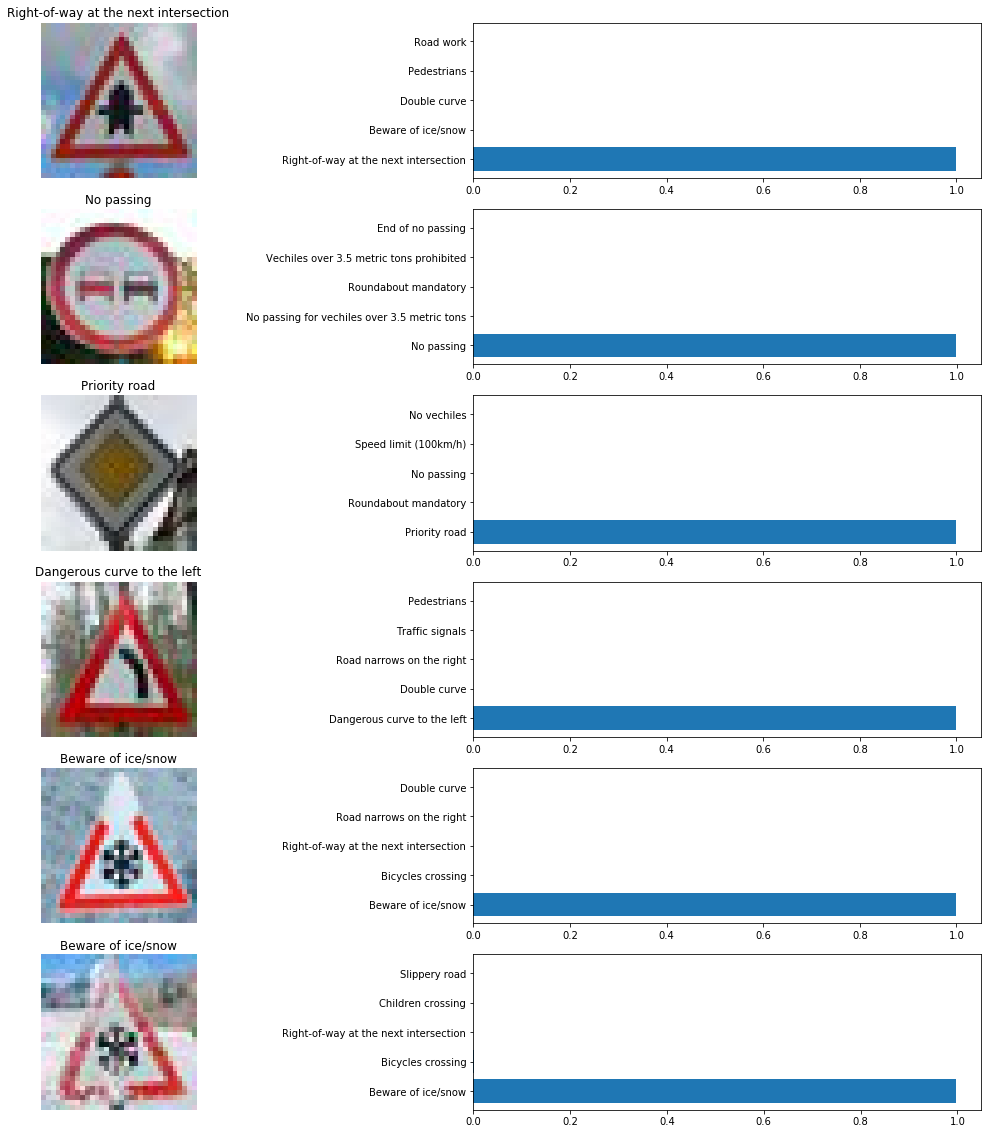 Right-of-way at the next intersection
Road work
Pedestrians
Double curve
Beware of ice/snow
Right-of-way at the next intersection
0.0 0.2 0.4 0.6 0.8 1.0
No passing
End of no passing
Vechiles over 3.5 metric tons prohibited
Roundabout mandatory
No passing for vechiles over 3.5 metric tons
No passing
0.0 0.2 0.4 0.6 0.8 1.0
Priority road
No vechiles
Speed limit (100km/h)
No passing
Roundabout mandatory
Priority road
0.0 0.2 0.4 0.6 0.8 1.0
Dangerous curve to the left
Pedestrians
Traffic signals
Road narrows on the right
Double curve
Dangerous curve to the left
0.0 0.2 0.4 0.6 0.8 1.0
Beware of ice/snow
Double curve
Road narrows on the right
Right-of-way at the next intersection
Bicycles crossing
Beware of ice/snow
0.0 0.2 0.4 0.6 0.8 1.0
Beware of ice/snow
Slippery road
Children crossing
Right-of-way at the next intersection
Bicycles crossing
Beware of ice/snow
0.0 0.2 0.4 0.6 0.8 1.0